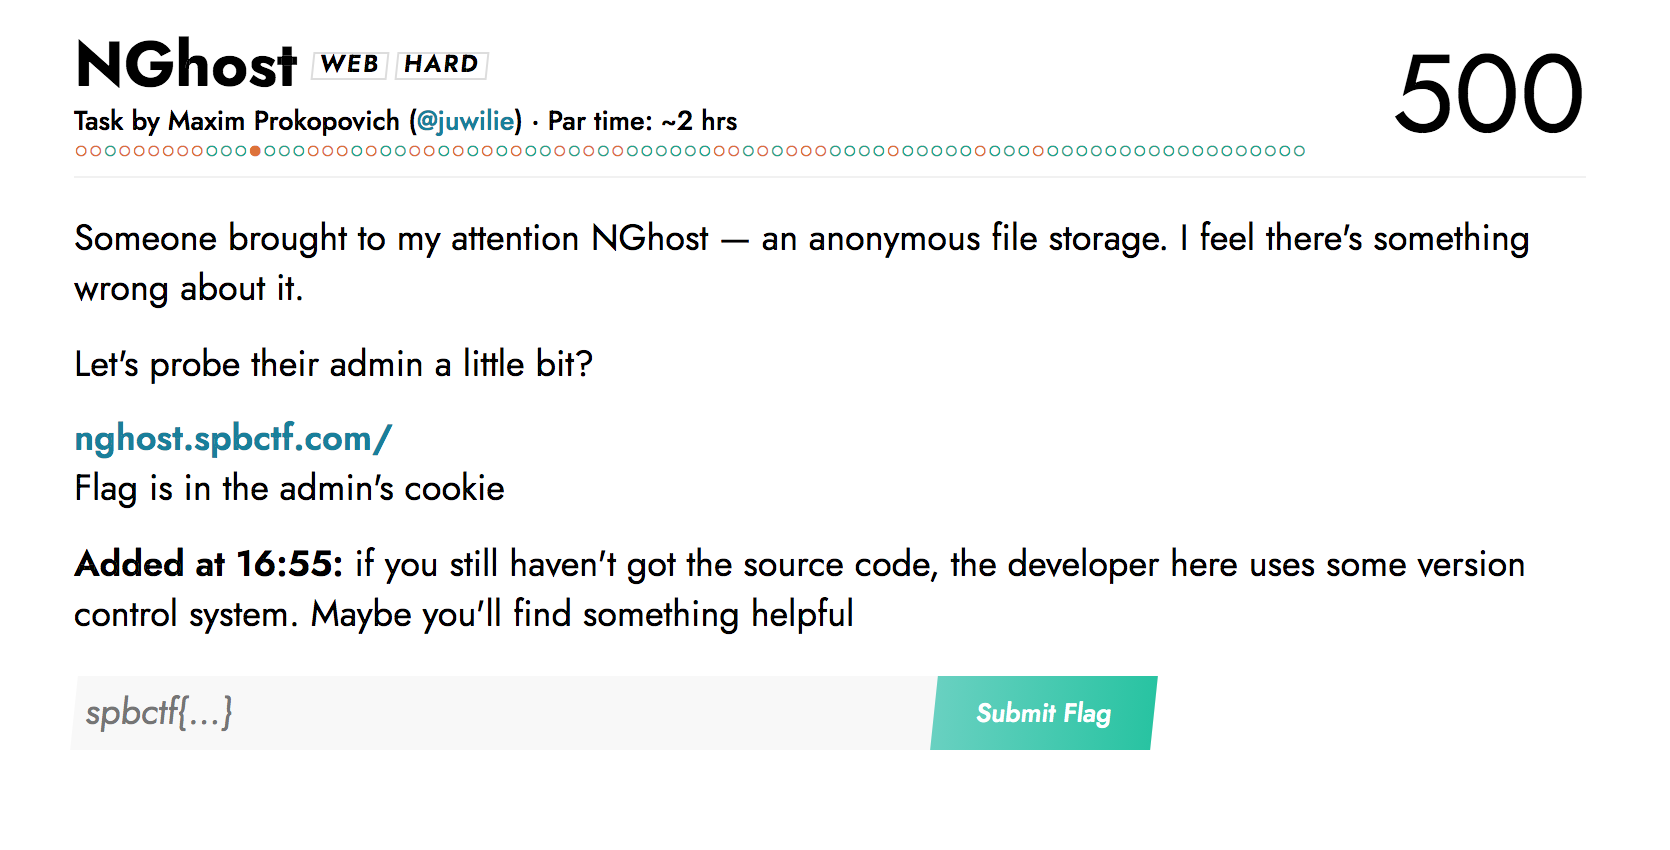 NGhost WEB HARD 500
Task by Maxim Prokopovich (@juwilie) · Par time: ~2 hrs
Someone brought to my attention NGhost — an anonymous file storage. I feel there's something
wrong about it.
Let's probe their admin a little bit?
nghost.spbctf.com/
Flag is in the admin's cookie
Added at 16:55: if you still haven't got the source code, the developer here uses some version
control system. Maybe you'll find something helpful
spbctf{...} Submit Flag